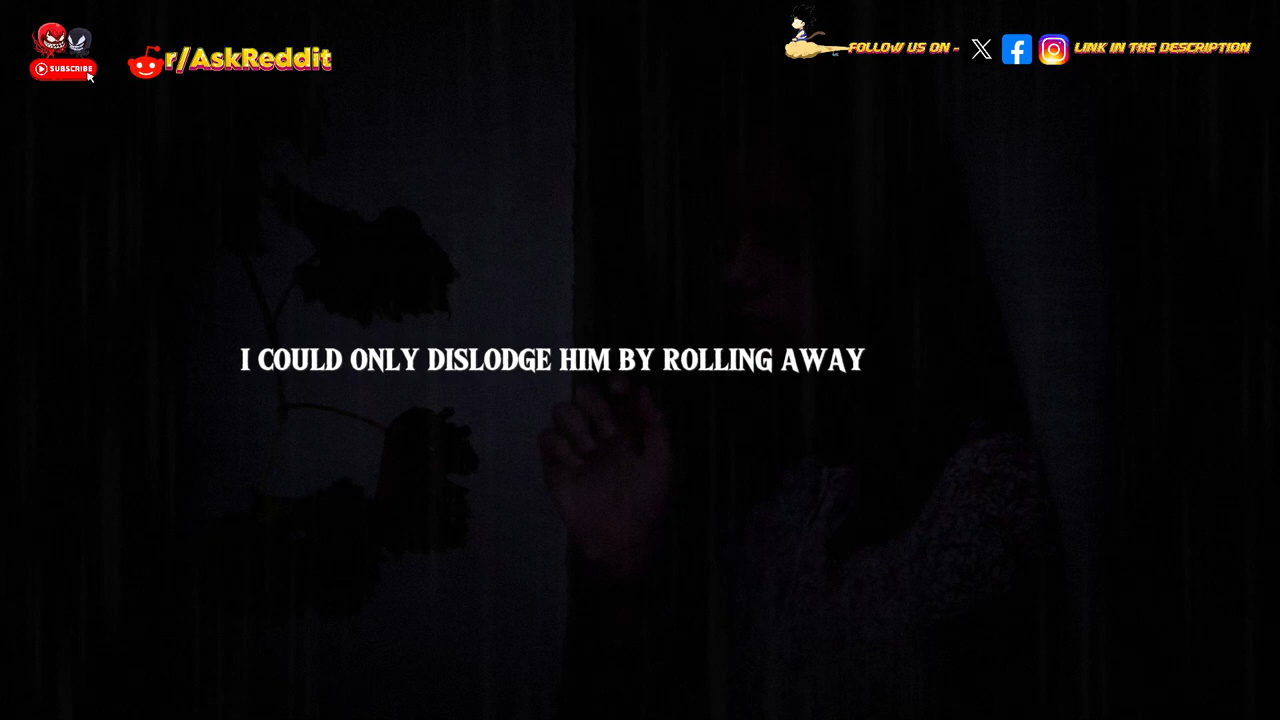 SUBSCRIBE
r/AskReddit
FOLLOW US ON -
LINK IN THE DESCRIPTION
I COULD ONLY DISLODGE HIM BY ROLLING AWAY